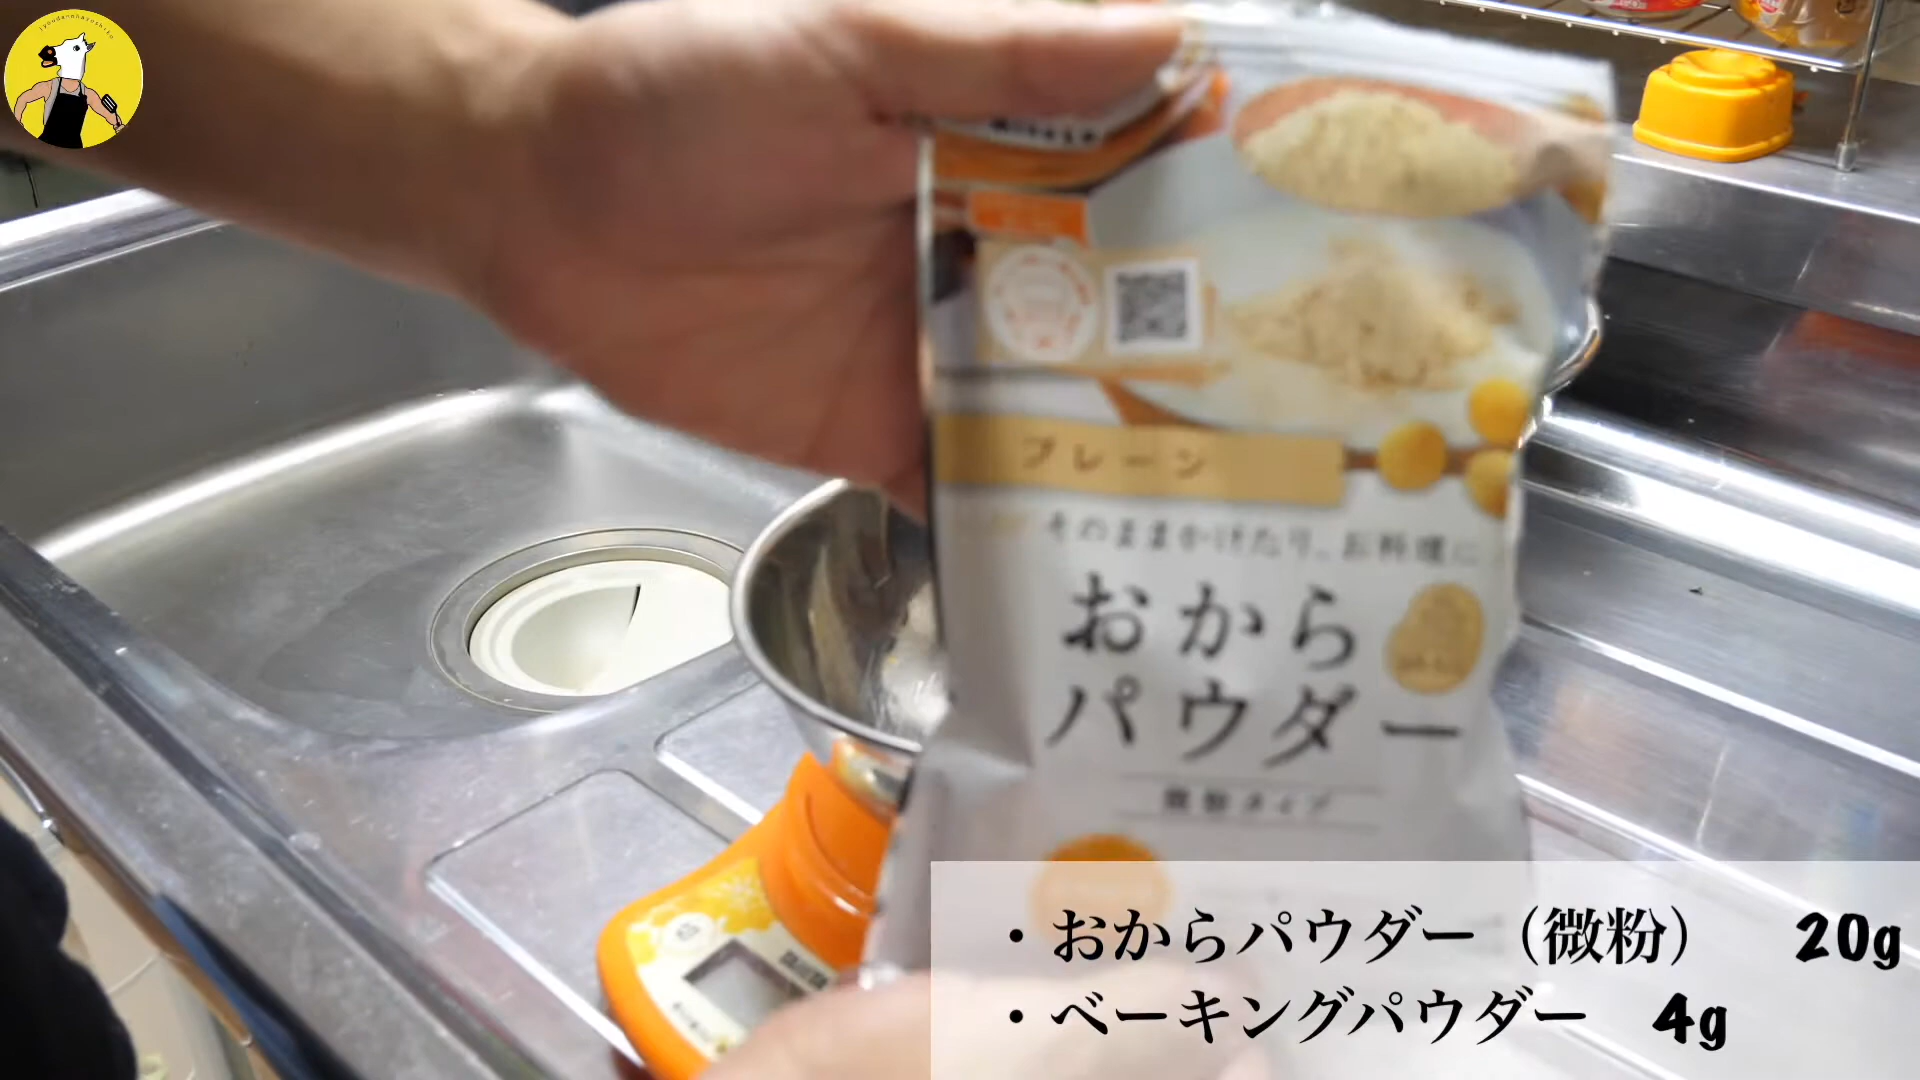 プレーン
そのままかけたり、お料理に
おから
パウダー
微粉タイプ
・おからパウダー（微粉）　20g
・ベーキングパウダー　4g